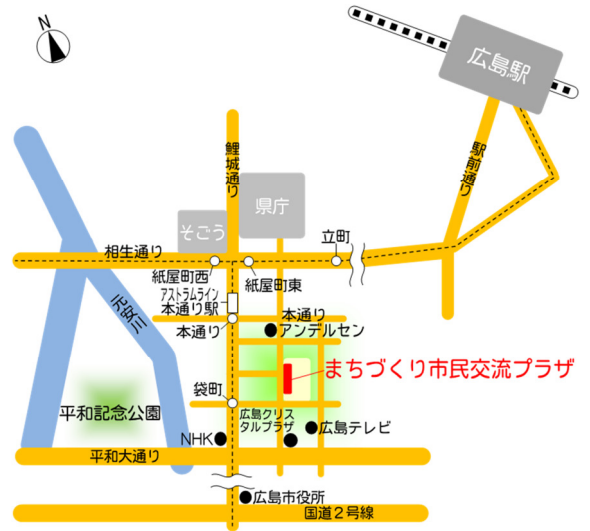 N
広島駅
駅前通り
鯉城通り
県庁
そごう
立町
相生通り
紙屋町西
紙屋町東
アストラムライン
本通り駅
元安川
本通り
本通り
アンデルセン
まちづくり市民交流プラザ
袋町
平和記念公園
広島クリス
タルプラザ
広島テレビ
NHK
平和大通り
広島市役所
国道2号線